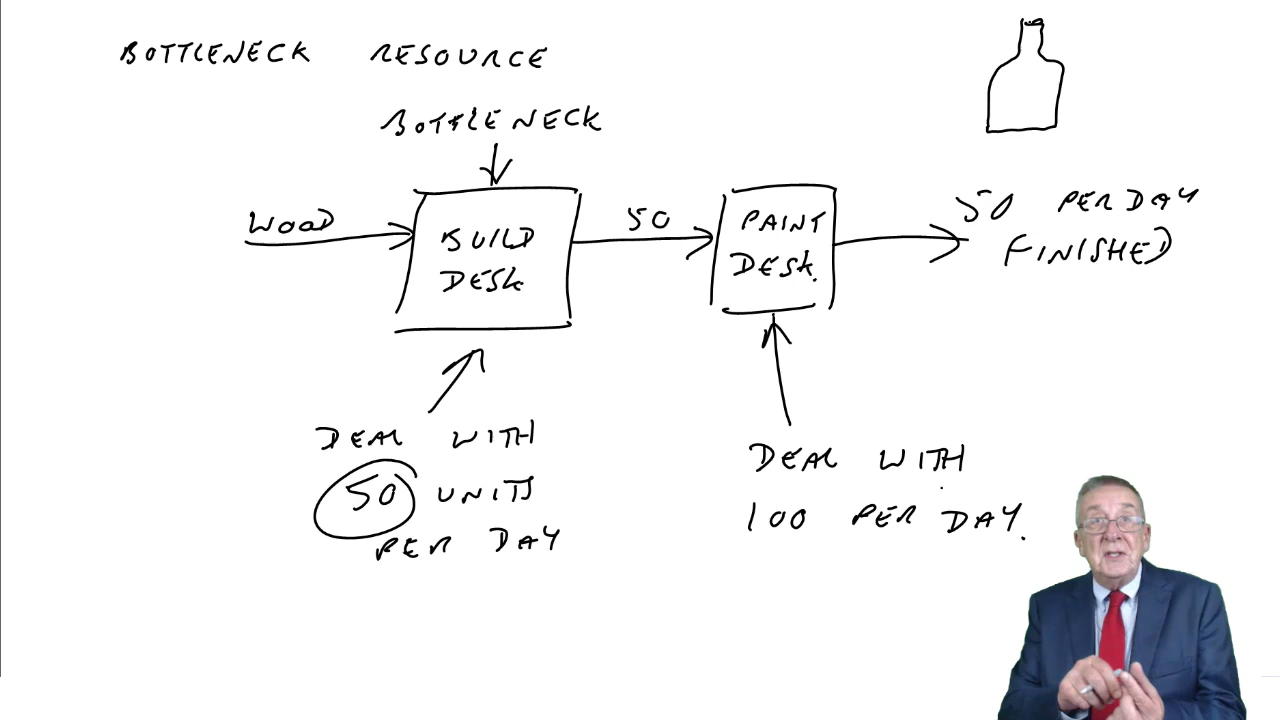 BOTTLENECK RESOURCE
BOTTLENECK
WOOD
BUILD
DESK
50
PAINT
DESK.
50 PER DAY
FINISHED
DEAL WITH
50 UNITS
PER DAY
DEAL WITH
100 PER DAY.